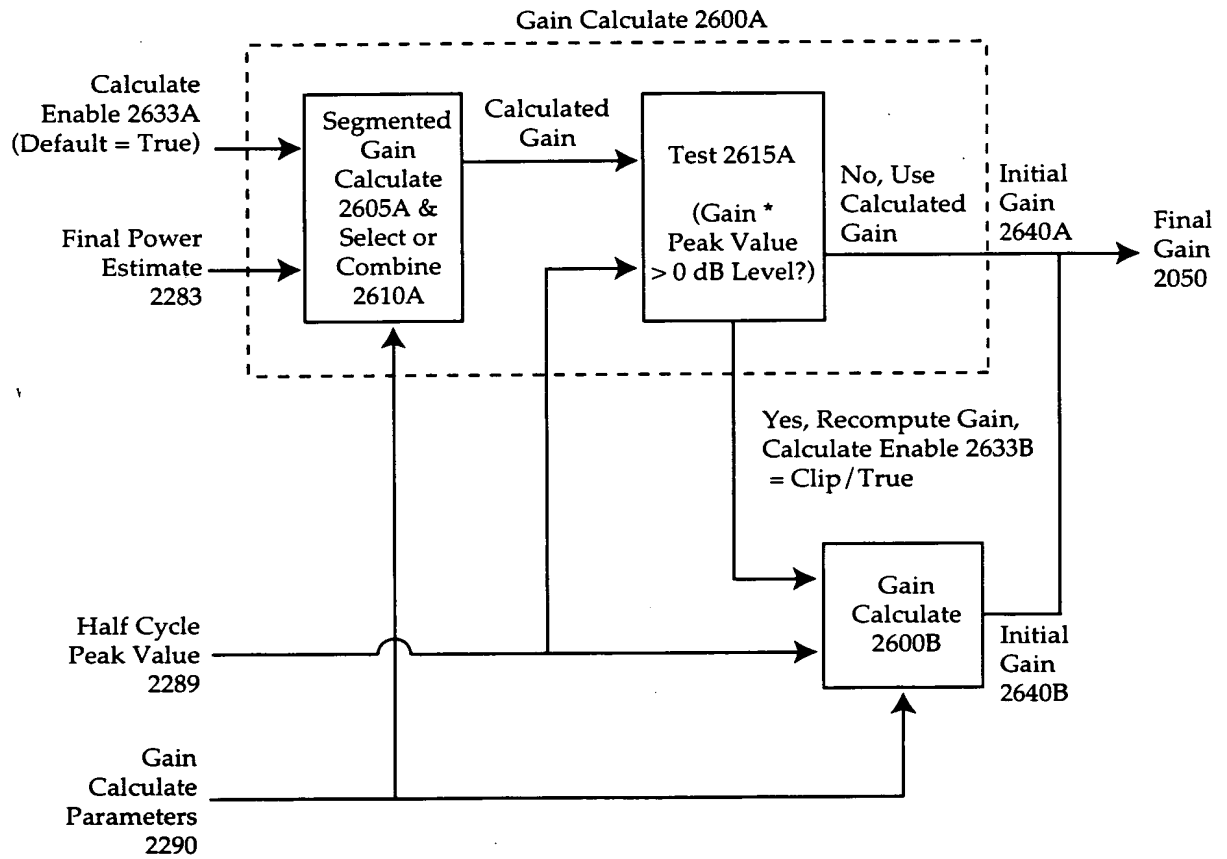 Gain Calculate 2600A
Calculate
Enable 2633A
(Default = True)
Final Power
Estimate
2283
Segmented
Gain
Calculate
2605A &
Select or
Combine
2610A
Calculated
Gain
Test 2615A
(Gain *
Peak Value
> 0 dB Level?)
No, Use
Calculated
Gain
Initial
Gain
2640A
Final
Gain
2050
Yes, Recompute Gain,
Calculate Enable 2633B
= Clip/True
Half Cycle
Peak Value
2289
Gain
Calculate
2600B
Initial
Gain
2640B
Gain
Calculate
Parameters
2290